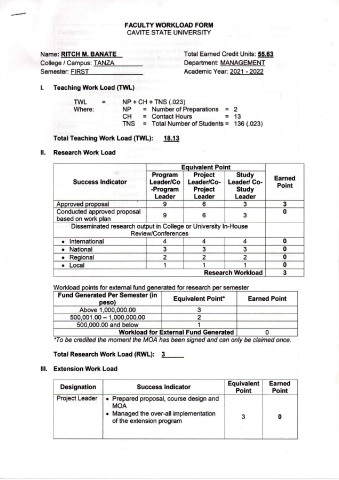 FACULTY WORKLOAD FORM
CAVITE STATE UNIVERSITY
Name: RITCH M. BANATE Total Earned Credit Units: 55.63
College / Campus: TANZA Department: MANAGEMENT
Semester: FIRST Academic Year: 2021 - 2022
I. Teaching Work Load (TWL)
TWL = NP + CH + TNS (.023)
Where: NP = Number of Preparations = 2
CH = Contact Hours = 13
TNS = Total Number of Students = 136 (.023)
Total Teaching Work Load (TWL): 18.13
II. Research Work Load
Success Indicator Equivalent Point Earned Point
Program Leader/Co-Program Leader Project Leader/Co-Project Leader Study Leader/ Co-Study Leader
Approved proposal 9 6 3 3
Conducted approved proposal based on work plan 9 6 3 0
Disseminated research output in College or University In-House Review/Conferences
• International 4 4 4 0
• National 3 3 3 0
• Regional 2 2 2 0
• Local 1 1 1 0
Research Workload 3
Workload points for external fund generated for research per semester
Fund Generated Per Semester (in peso) Equivalent Point* Earned Point
Above 1,000,000.00 3
500,001.00 – 1,000,000.00 2
500,000.00 and below 1
Workload for External Fund Generated 0
*To be credited the moment the MOA has been signed and can only be claimed once.
Total Research Work Load (RWL): 3
III. Extension Work Load
Designation Success Indicator Equivalent Point Earned Point
Project Leader • Prepared proposal, course design and MOA
• Managed the over-all implementation of the extension program 3 0